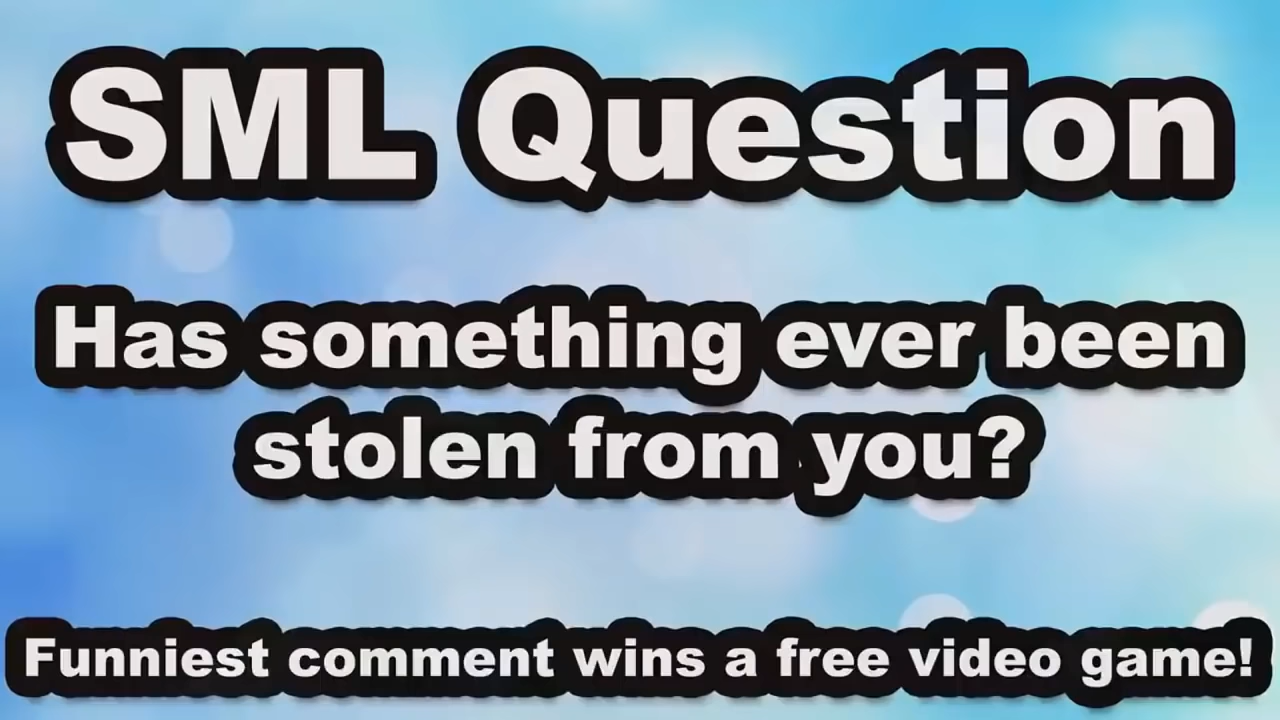 SML Question
Has something ever been
stolen from you?
Funniest comment wins a free video game!